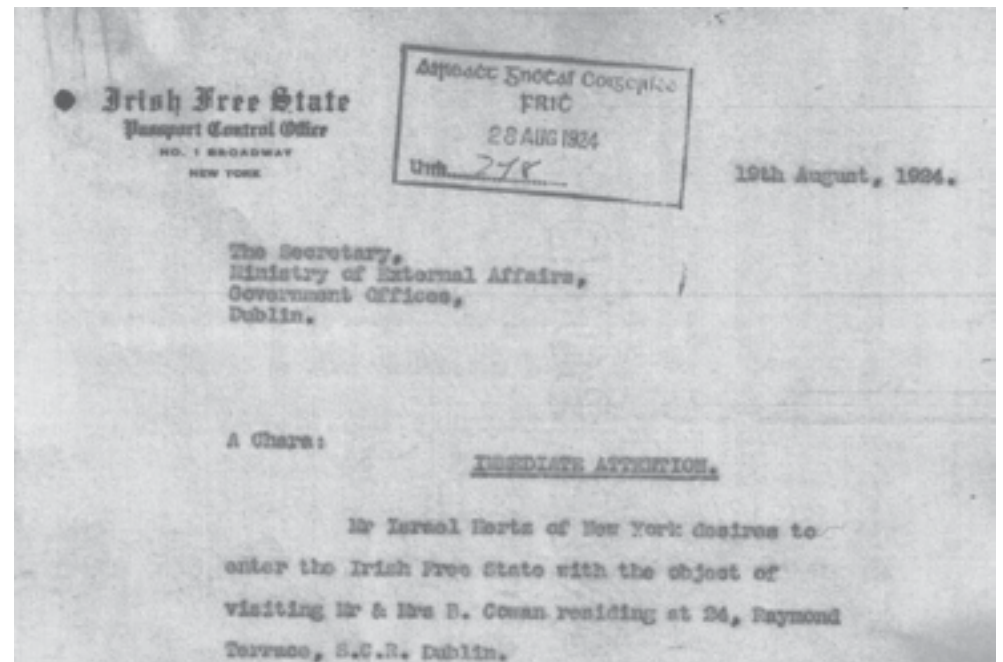 Irish Free State
Passport Control Office
NO. 1 BROADWAY
NEW YORK
28 AUG 1924
19th August, 1924.
The Secretary,
Ministry of External Affairs,
Government Offices,
Dublin.
A Chara:
IMMEDIATE ATTENTION.
Mr Israel Hertz of New York desires to
enter the Irish Free State with the object of
visiting Mr & Mrs B. Cowan residing at 24, Raymond
Terrace, S.C.R. Dublin.